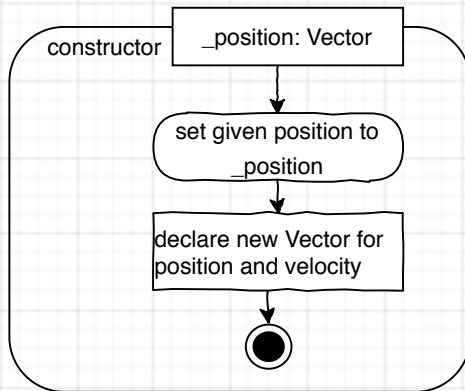 _position: Vector
constructor
set given position to
_position
declare new Vector for
position and velocity